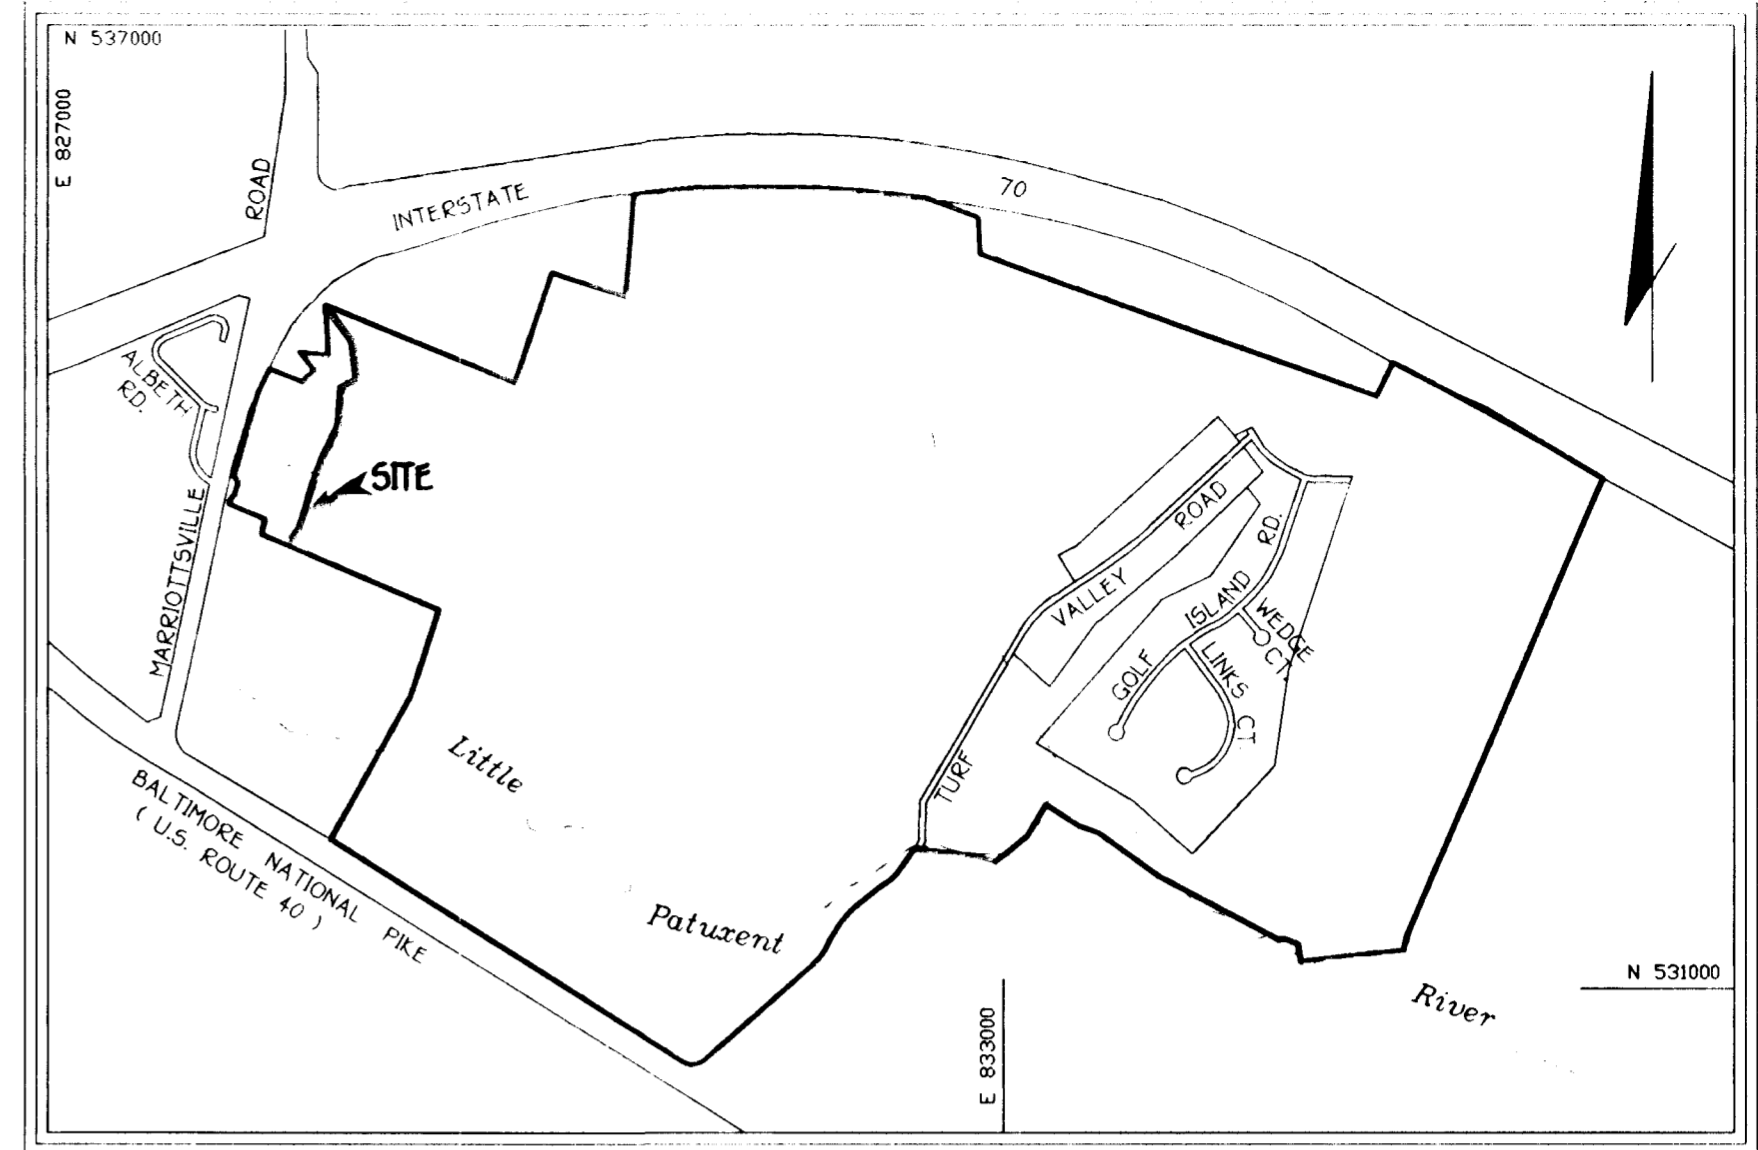 N 537000
E 827000
ROAD
INTERSTATE
70
ALBETH
RD.
SITE
MARRIOTTSVILLE
ROAD
VALLEY
TURF
RD.
ISLAND
GOLF
WEDGE
CT.
LINKS
CT.
Little
Patuxent
River
BALTIMORE NATIONAL PIKE
( U.S. ROUTE 40 )
N 531000
E 833000